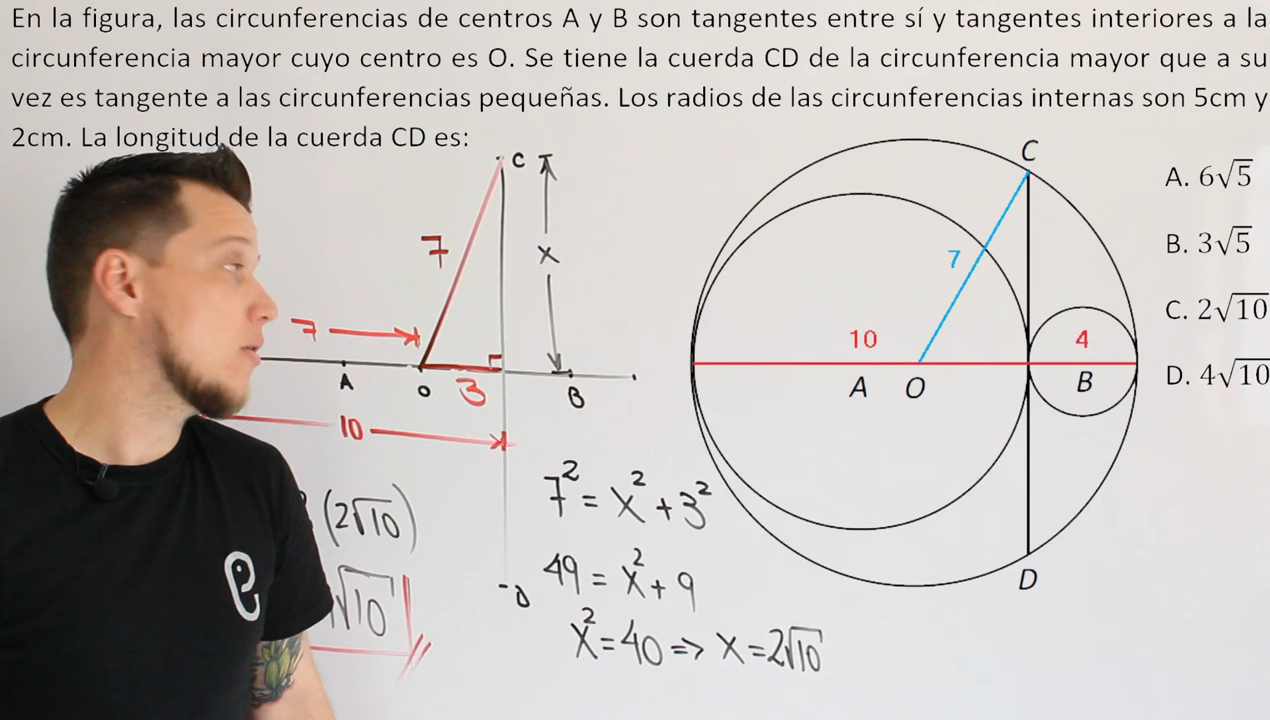 En la figura, las circunferencias de centros A y B son tangentes entre sí y tangentes interiores a la
circunferencia mayor cuyo centro es O. Se tiene la cuerda CD de la circunferencia mayor que a su
vez es tangente a las circunferencias pequeñas. Los radios de las circunferencias internas son 5cm y
2cm. La longitud de la cuerda CD es:
C
7
x
7
A
O
3
B
10
D
(2√10)
√10
7² = x² + 3²
49 = x² + 9
x² = 40 => x = 2√10
e
C
7
10
4
A O
B
D
A. 6√5
B. 3√5
C. 2√10
D. 4√10